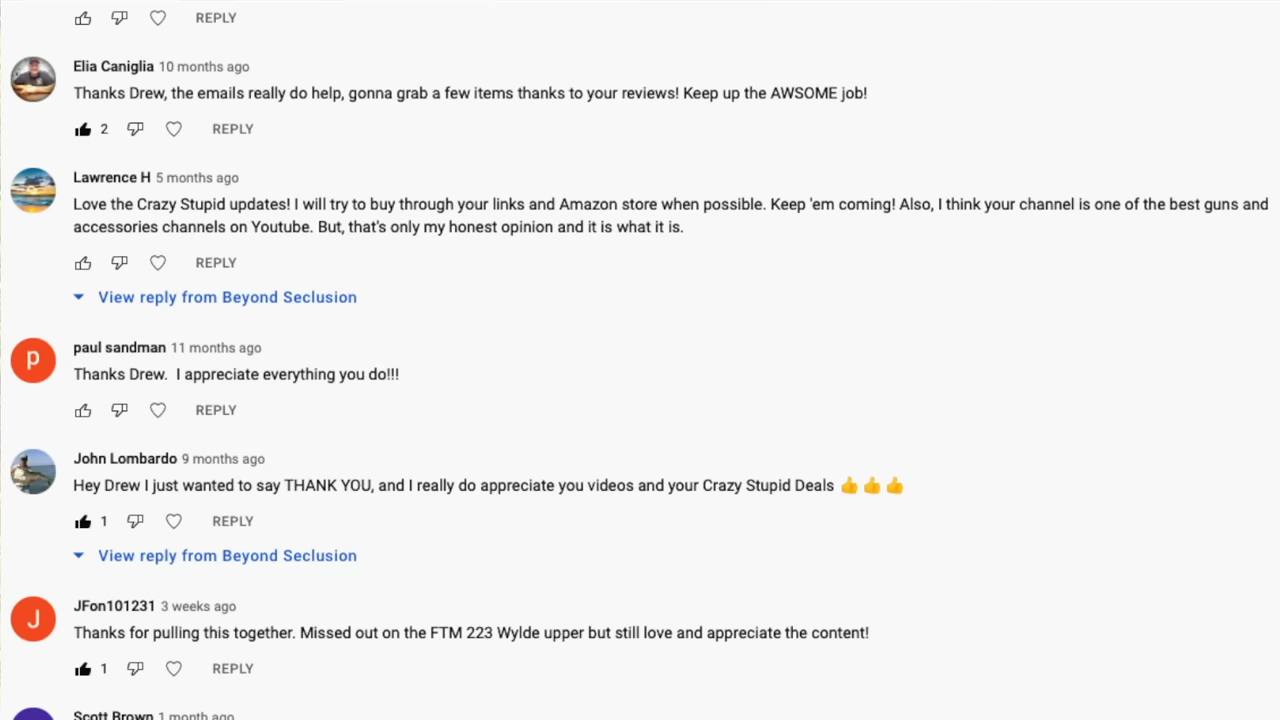 REPLY
Elia Caniglia 10 months ago
Thanks Drew, the emails really do help, gonna grab a few items thanks to your reviews! Keep up the AWSOME job!
2 REPLY
Lawrence H 5 months ago
Love the Crazy Stupid updates! I will try to buy through your links and Amazon store when possible. Keep 'em coming! Also, I think your channel is one of the best guns and
accessories channels on Youtube. But, that's only my honest opinion and it is what it is.
REPLY
View reply from Beyond Seclusion
p
paul sandman 11 months ago
Thanks Drew.  I appreciate everything you do!!!
REPLY
John Lombardo 9 months ago
Hey Drew I just wanted to say THANK YOU, and I really do appreciate you videos and your Crazy Stupid Deals 👍 👍 👍
1 REPLY
View reply from Beyond Seclusion
J
JFon101231 3 weeks ago
Thanks for pulling this together. Missed out on the FTM 223 Wylde upper but still love and appreciate the content!
1 REPLY
Scott Brown 1 month ago